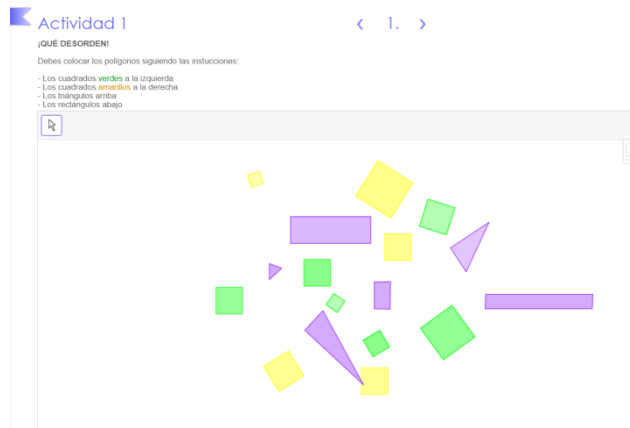 Actividad 1
1.
¡QUÉ DESORDEN!
Debes colocar los polígonos siguiendo las instucciones:
- Los cuadrados verdes a la izquierda
- Los cuadrados amarillos a la derecha
- Los triángulos arriba
- Los rectángulos abajo